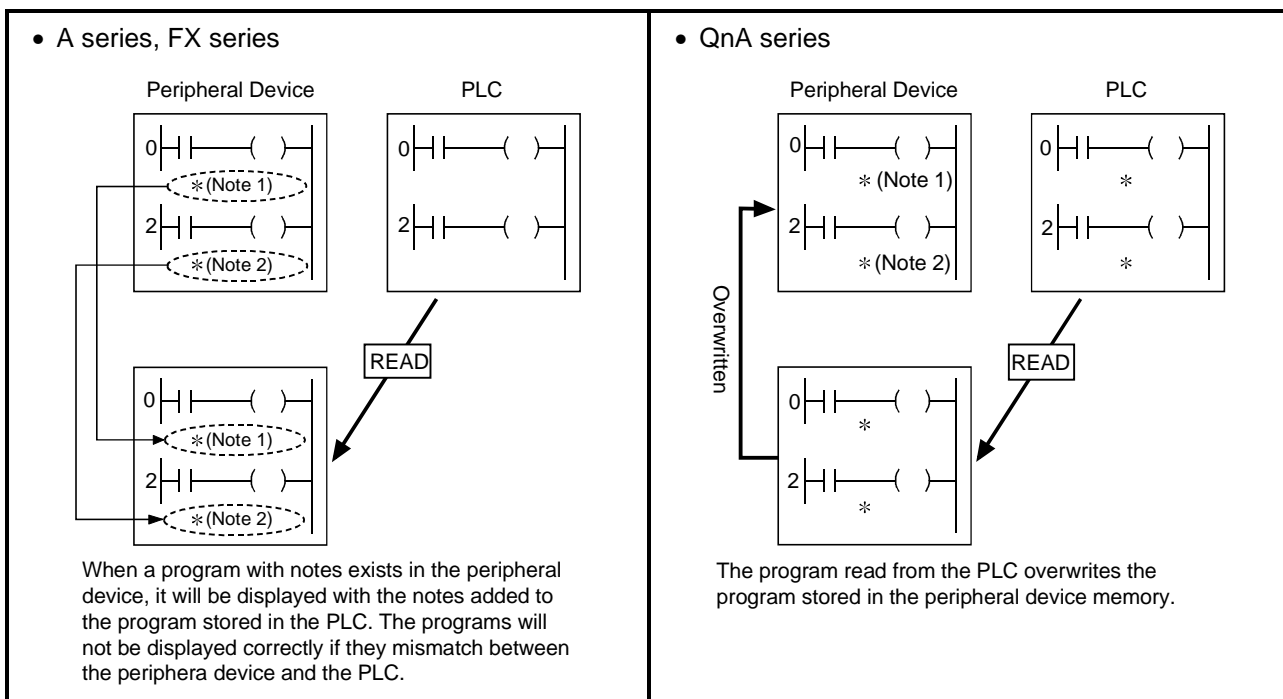 • A series, FX series
Peripheral Device PLC
0 ( ) 0 ( )
*(Note 1)
2 ( ) 2 ( )
*(Note 2)
READ
0 ( )
*(Note 1)
2 ( )
*(Note 2)
When a program with notes exists in the peripheral
device, it will be displayed with the notes added to
the program stored in the PLC. The programs will
not be displayed correctly if they mismatch between
the periphera device and the PLC.
• QnA series
Peripheral Device PLC
0 ( ) 0 ( )
*(Note 1) *
2 ( ) 2 ( )
*(Note 2) *
Overwritten
READ
0 ( )
*
2 ( )
*
The program read from the PLC overwrites the
program stored in the peripheral device memory.